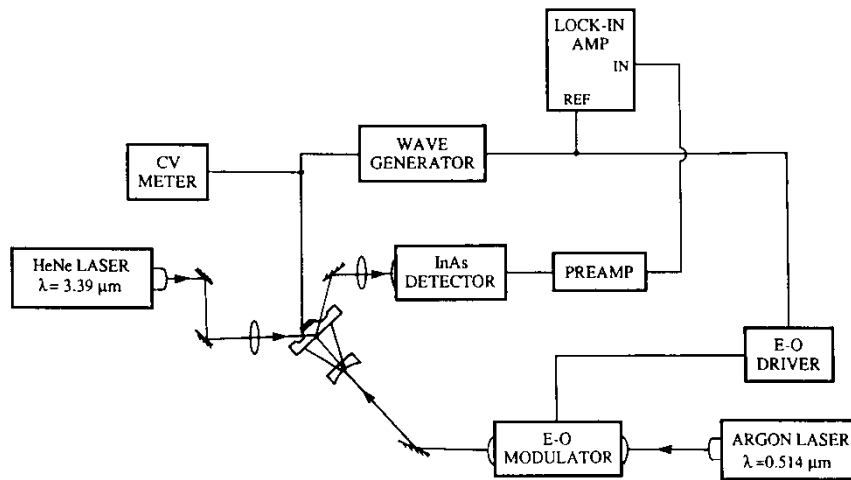 LOCK-IN
AMP
IN
REF
WAVE
GENERATOR
CV
METER
HeNe LASER
λ= 3.39 μm
InAs
DETECTOR
PREAMP
E-O
DRIVER
E-O
MODULATOR
ARGON LASER
λ=0.514 μm